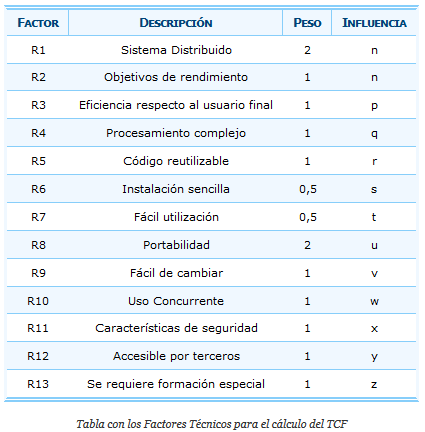 FACTOR DESCRIPCIÓN PESO INFLUENCIA
R1 Sistema Distribuido 2 n
R2 Objetivos de rendimiento 1 n
R3 Eficiencia respecto al usuario final 1 p
R4 Procesamiento complejo 1 q
R5 Código reutilizable 1 r
R6 Instalación sencilla 0,5 s
R7 Fácil utilización 0,5 t
R8 Portabilidad 2 u
R9 Fácil de cambiar 1 v
R10 Uso Concurrente 1 w
R11 Características de seguridad 1 x
R12 Accesible por terceros 1 y
R13 Se requiere formación especial 1 z
Tabla con los Factores Técnicos para el cálculo del TCF